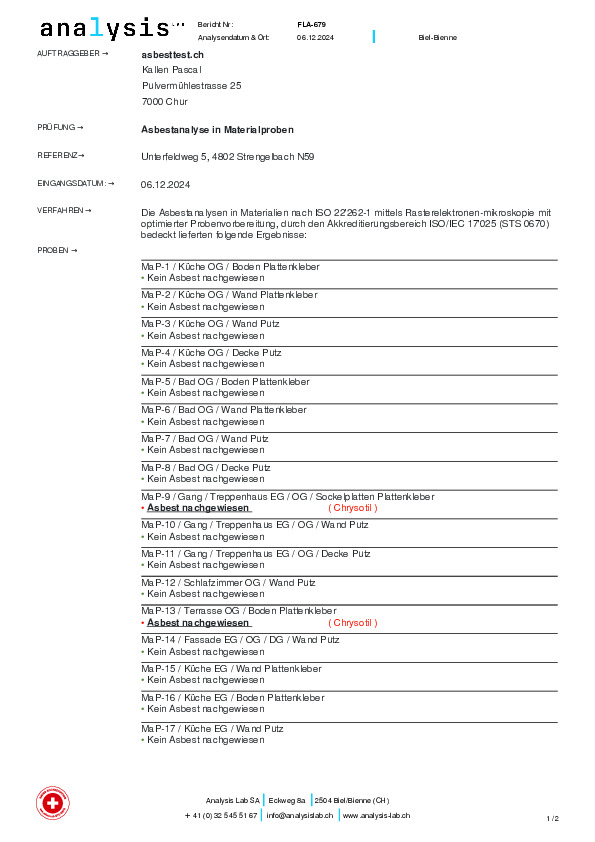 analysis
Bericht Nr: FLA-679
Analysendatum & Ort: 06.12.2024 Biel-Bienne
AUFTRAGGEBER → asbesttest.ch
Kallen Pascal
Pulvermühlestrasse 25
7000 Chur
PRÜFUNG → Asbestanalyse in Materialproben
REFERENZ→ Unterfeldweg 5, 4802 Strengelbach N59
EINGANGSDATUM: → 06.12.2024
VERFAHREN → Die Asbestanalysen in Materialien nach ISO 22'262-1 mittels Rasterelektronen-mikroskopie mit
optimierter Probenvorbereitung, durch den Akkreditierungsbereich ISO/IEC 17'025 (STS 0670)
bedeckt lieferten folgende Ergebnisse:
PROBEN →
MaP-1 / Küche OG / Boden Plattenkleber
• Kein Asbest nachgewiesen
MaP-2 / Küche OG / Wand Plattenkleber
• Kein Asbest nachgewiesen
MaP-3 / Küche OG / Wand Putz
• Kein Asbest nachgewiesen
MaP-4 / Küche OG / Decke Putz
• Kein Asbest nachgewiesen
MaP-5 / Bad OG / Boden Plattenkleber
• Kein Asbest nachgewiesen
MaP-6 / Bad OG / Wand Plattenkleber
• Kein Asbest nachgewiesen
MaP-7 / Bad OG / Wand Putz
• Kein Asbest nachgewiesen
MaP-8 / Bad OG / Decke Putz
• Kein Asbest nachgewiesen
MaP-9 / Gang / Treppenhaus EG / OG / Sockelplatten Plattenkleber
• Asbest nachgewiesen ( Chrysotil )
MaP-10 / Gang / Treppenhaus EG / OG / Wand Putz
• Kein Asbest nachgewiesen
MaP-11 / Gang / Treppenhaus EG / OG / Decke Putz
• Kein Asbest nachgewiesen
MaP-12 / Schlafzimmer OG / Wand Putz
• Kein Asbest nachgewiesen
MaP-13 / Terrasse OG / Boden Plattenkleber
• Asbest nachgewiesen ( Chrysotil )
MaP-14 / Fassade EG / OG / DG / Wand Putz
• Kein Asbest nachgewiesen
MaP-15 / Küche EG / Wand Plattenkleber
• Kein Asbest nachgewiesen
MaP-16 / Küche EG / Boden Plattenkleber
• Kein Asbest nachgewiesen
MaP-17 / Küche EG / Wand Putz
• Kein Asbest nachgewiesen
Analysis Lab SA | Eckweg 8a | 2504 Biel/Bienne (CH)
+ 41 (0) 32 545 51 67 | info@analysislab.ch | www.analysis-lab.ch
1 / 2